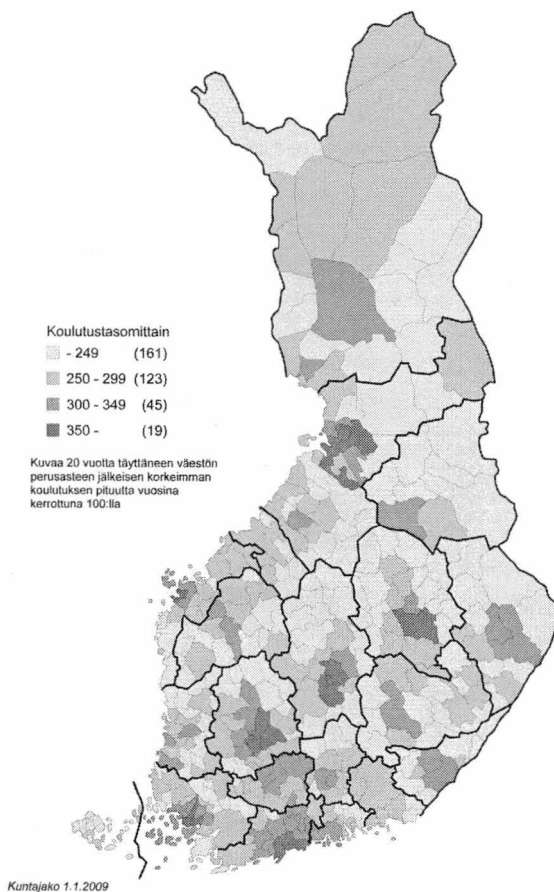 Koulutustasomittain
- 249 (161)
250 - 299 (123)
300 - 349 (45)
350 - (19)
Kuvaa 20 vuotta täyttäneen väestön
perusasteen jälkeisen korkeimman
koulutuksen pituutta vuosina
kerrottuna 100:lla
Kuntajako 1.1.2009